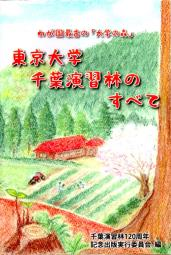 わが国最古の「大学の森」
東京大学
千葉演習林の
すべて
千葉演習林120周年
記念出版実行委員会 編